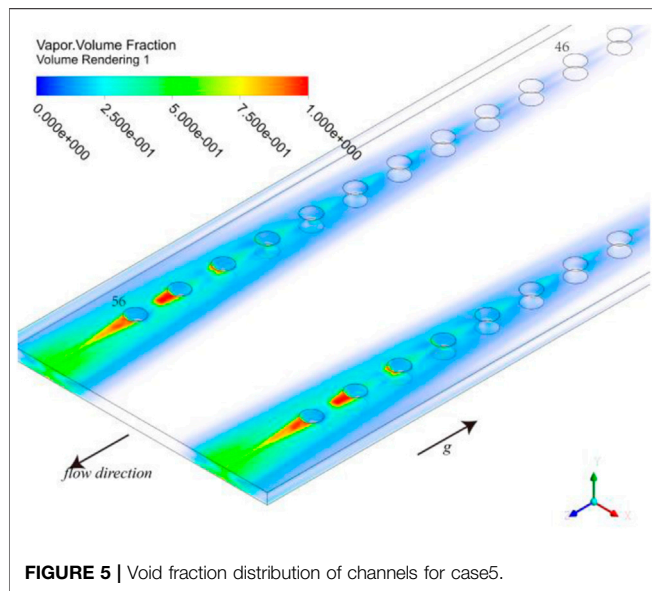 Vapor.Volume Fraction
Volume Rendering 1
0.000e+000
2.500e-001
5.000e-001
7.500e-001
1.000e+000
46
56
flow direction
g
Y
Z
X
FIGURE 5 | Void fraction distribution of channels for case5.